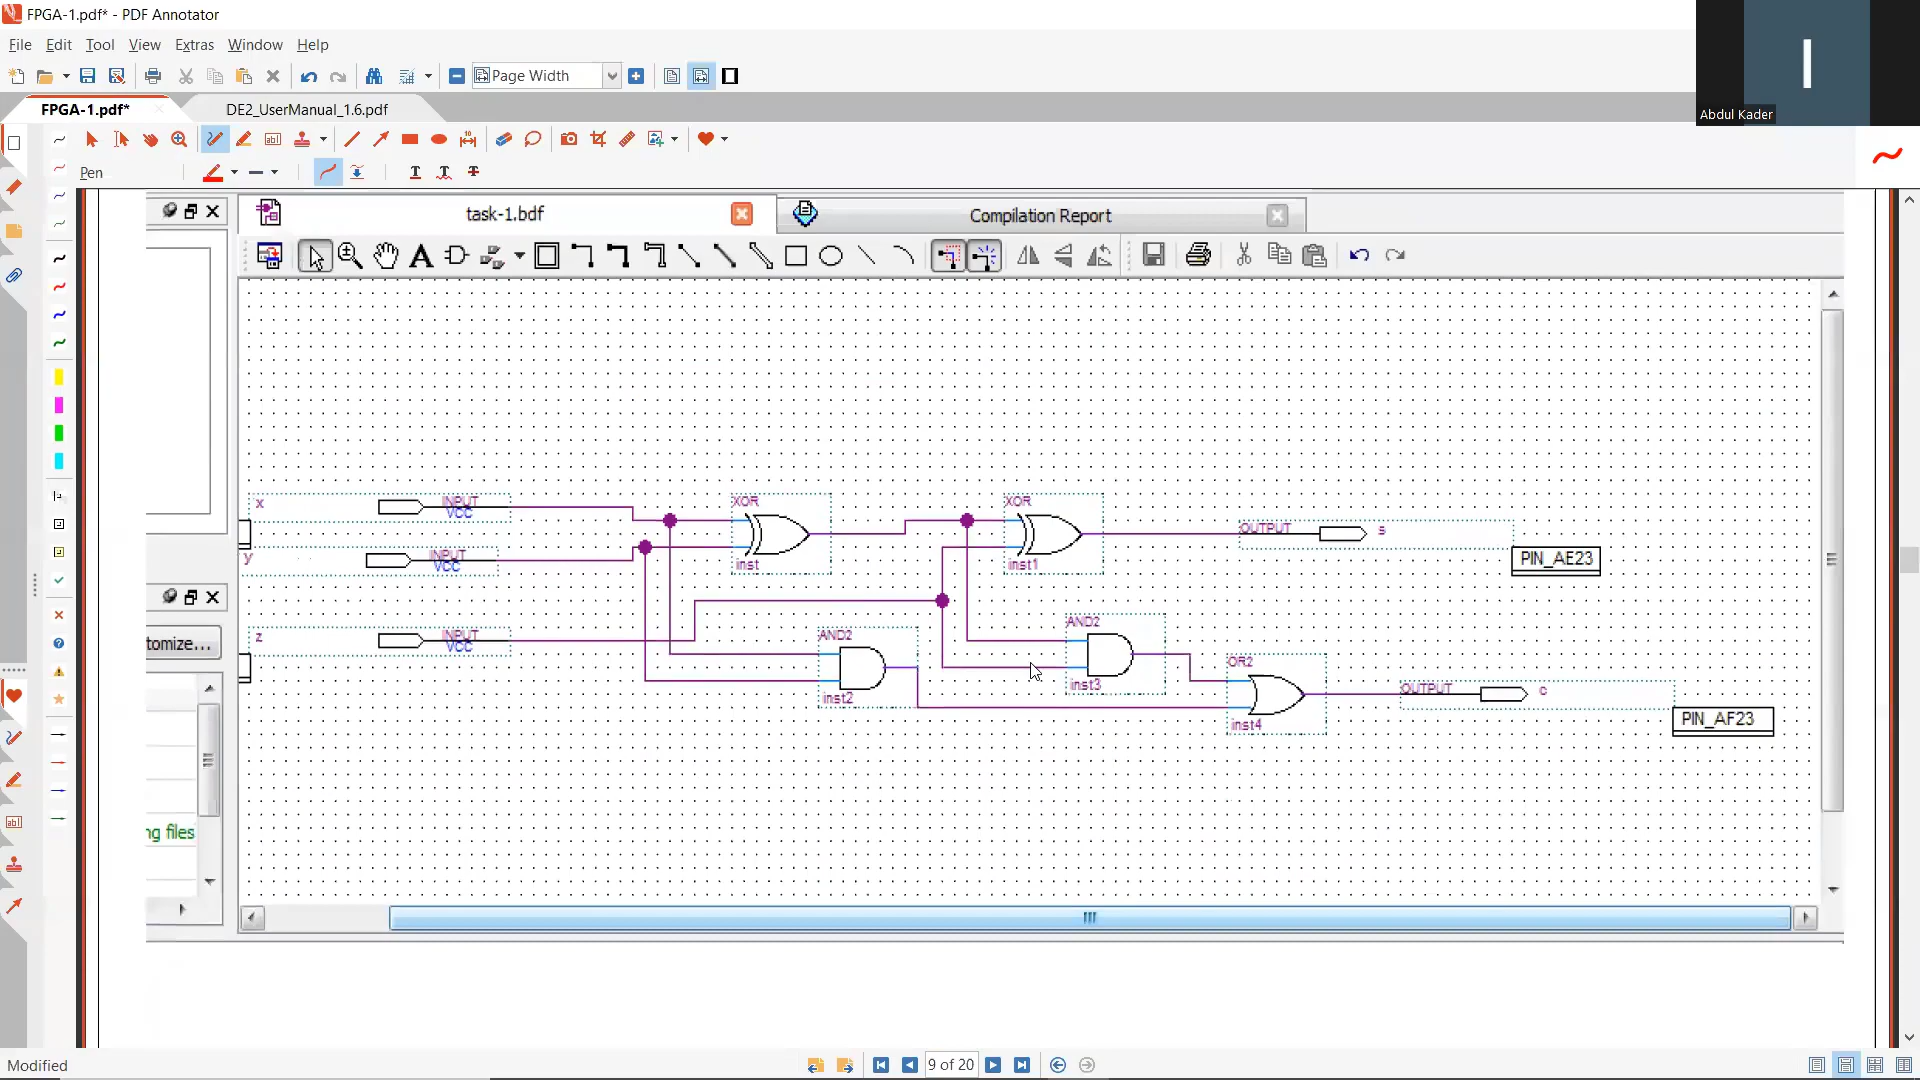 FPGA-1.pdf* - PDF Annotator
File Edit Tool View Extras Window Help
Page Width
Abdul Kader
FPGA-1.pdf* DE2_UserManual_1.6.pdf
Pen
task-1.bdf Compilation Report
x INPUT VCC
y INPUT VCC
z INPUT VCC
XOR
inst
XOR
inst1
OUTPUT s
PIN_AE23
AND2
inst2
AND2
inst3
OR2
inst4
OUTPUT c
PIN_AF23
tomize...
ng files
Modified
9 of 20